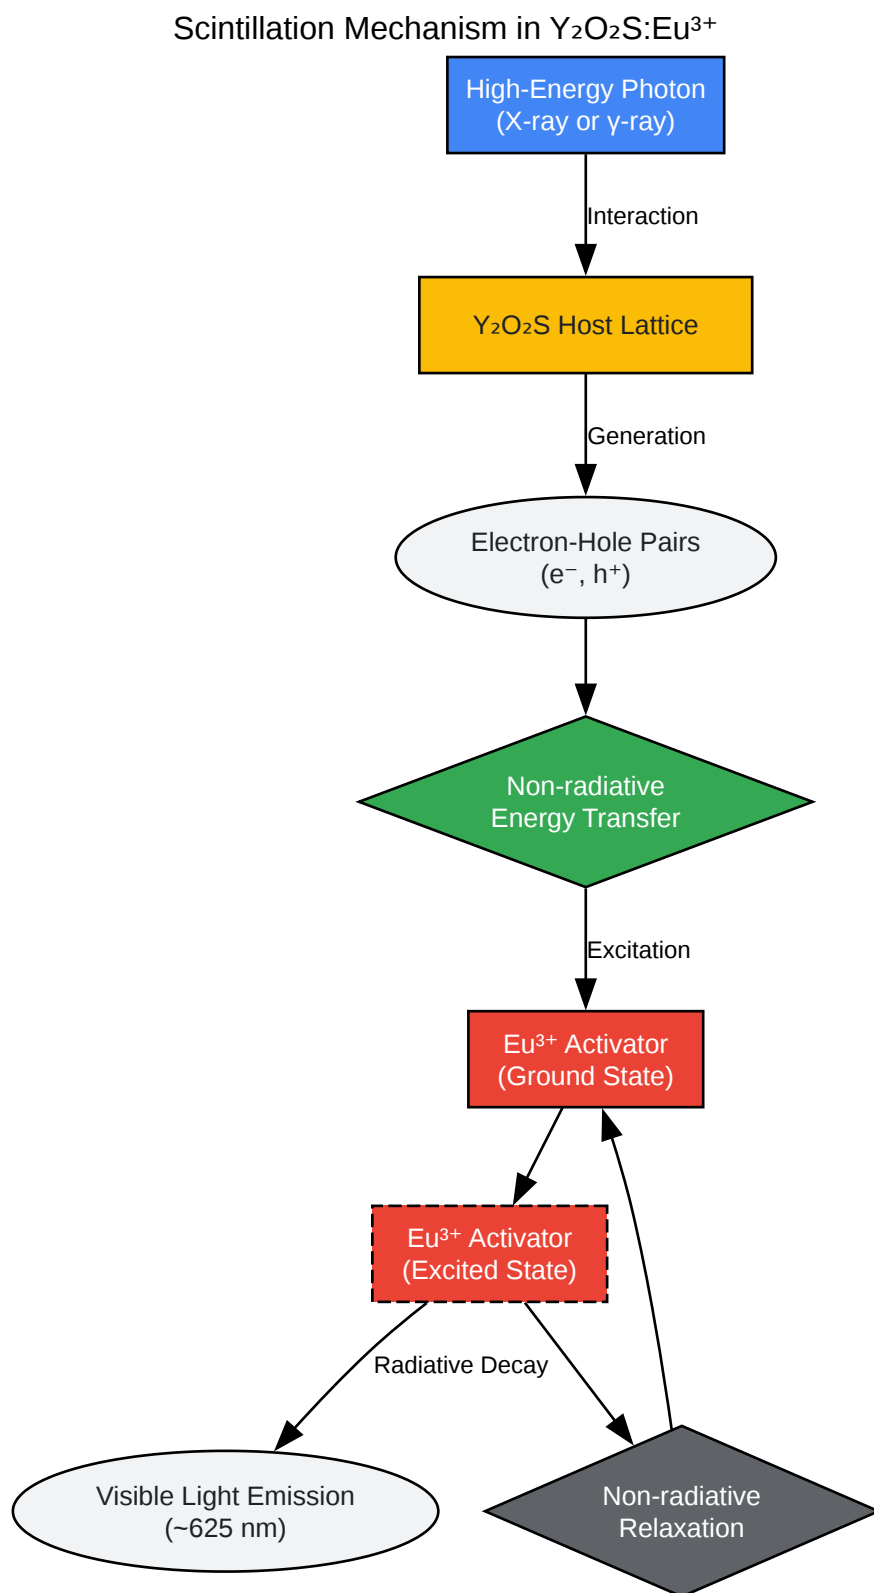 Scintillation Mechanism in Y₂O₂S:Eu³⁺
High-Energy Photon
(X-ray or γ-ray)
Interaction
Y₂O₂S Host Lattice
Generation
Electron-Hole Pairs
(e⁻, h⁺)
Non-radiative
Energy Transfer
Excitation
Eu³⁺ Activator
(Ground State)
Eu³⁺ Activator
(Excited State)
Radiative Decay
Visible Light Emission
(~625 nm)
Non-radiative
Relaxation